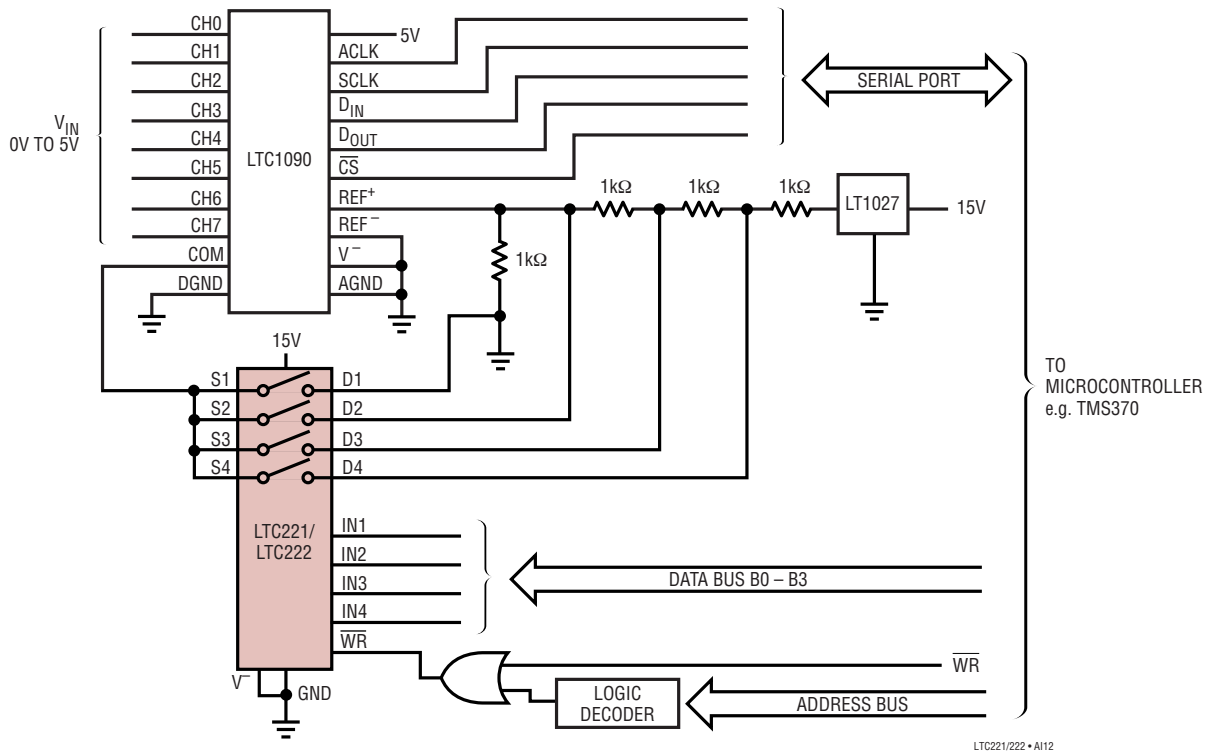 CH0
CH1
CH2
CH3
CH4
CH5
CH6
CH7
COM
DGND
V_IN
0V TO 5V
LTC1090
5V
ACLK
SCLK
D_IN
D_OUT
C̅S̅
REF⁺
REF⁻
V⁻
AGND
SERIAL PORT
1kΩ
1kΩ
1kΩ
LT1027
15V
1kΩ
15V
S1
S2
S3
S4
D1
D2
D3
D4
LTC221/
LTC222
IN1
IN2
IN3
IN4
W̅R̅
V⁻
GND
DATA BUS B0 – B3
W̅R̅
LOGIC
DECODER
ADDRESS BUS
TO
MICROCONTROLLER
e.g. TMS370
LTC221/222 • AI12